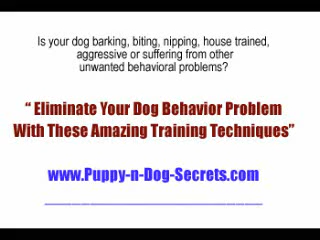 Is your dog barking, biting, nipping, house trained,
aggressive or suffering from other
unwanted behavioral problems?
“ Eliminate Your Dog Behavior Problem
With These Amazing Training Techniques”
www.Puppy-n-Dog-Secrets.com